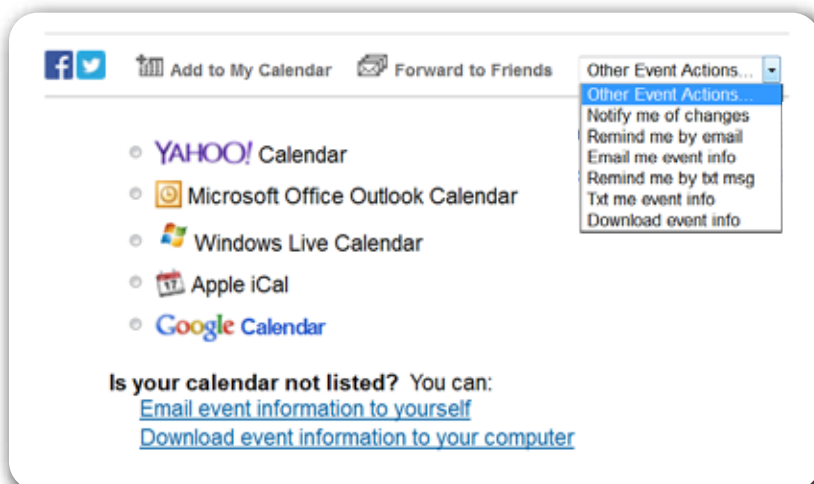 Add to My Calendar Forward to Friends Other Event Actions...
Other Event Actions...
Notify me of changes
Remind me by email
Email me event info
Remind me by txt msg
Txt me event info
Download event info
YAHOO! Calendar
Microsoft Office Outlook Calendar
Windows Live Calendar
17 Apple iCal
Google Calendar
Is your calendar not listed? You can:
Email event information to yourself
Download event information to your computer